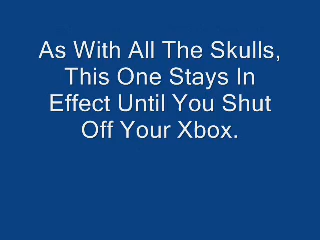 As With All The Skulls,
This One Stays In
Effect Until You Shut
Off Your Xbox.